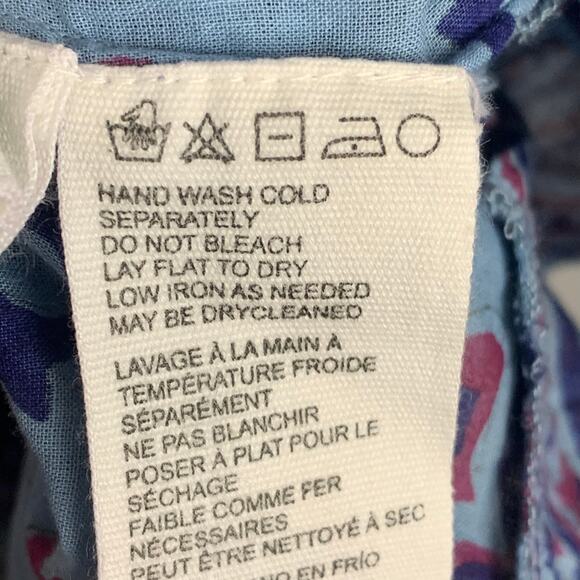 HAND WASH COLD
SEPARATELY
DO NOT BLEACH
LAY FLAT TO DRY
LOW IRON AS NEEDED
MAY BE DRYCLEANED
LAVAGE À LA MAIN À
TEMPÉRATURE FROIDE
SÉPARÉMENT
NE PAS BLANCHIR
POSER À PLAT POUR LE
SÉCHAGE
FAIBLE COMME FER
NÉCESSAIRES
PEUT ÊTRE NETTOYÉ À SEC
EN FRÍO